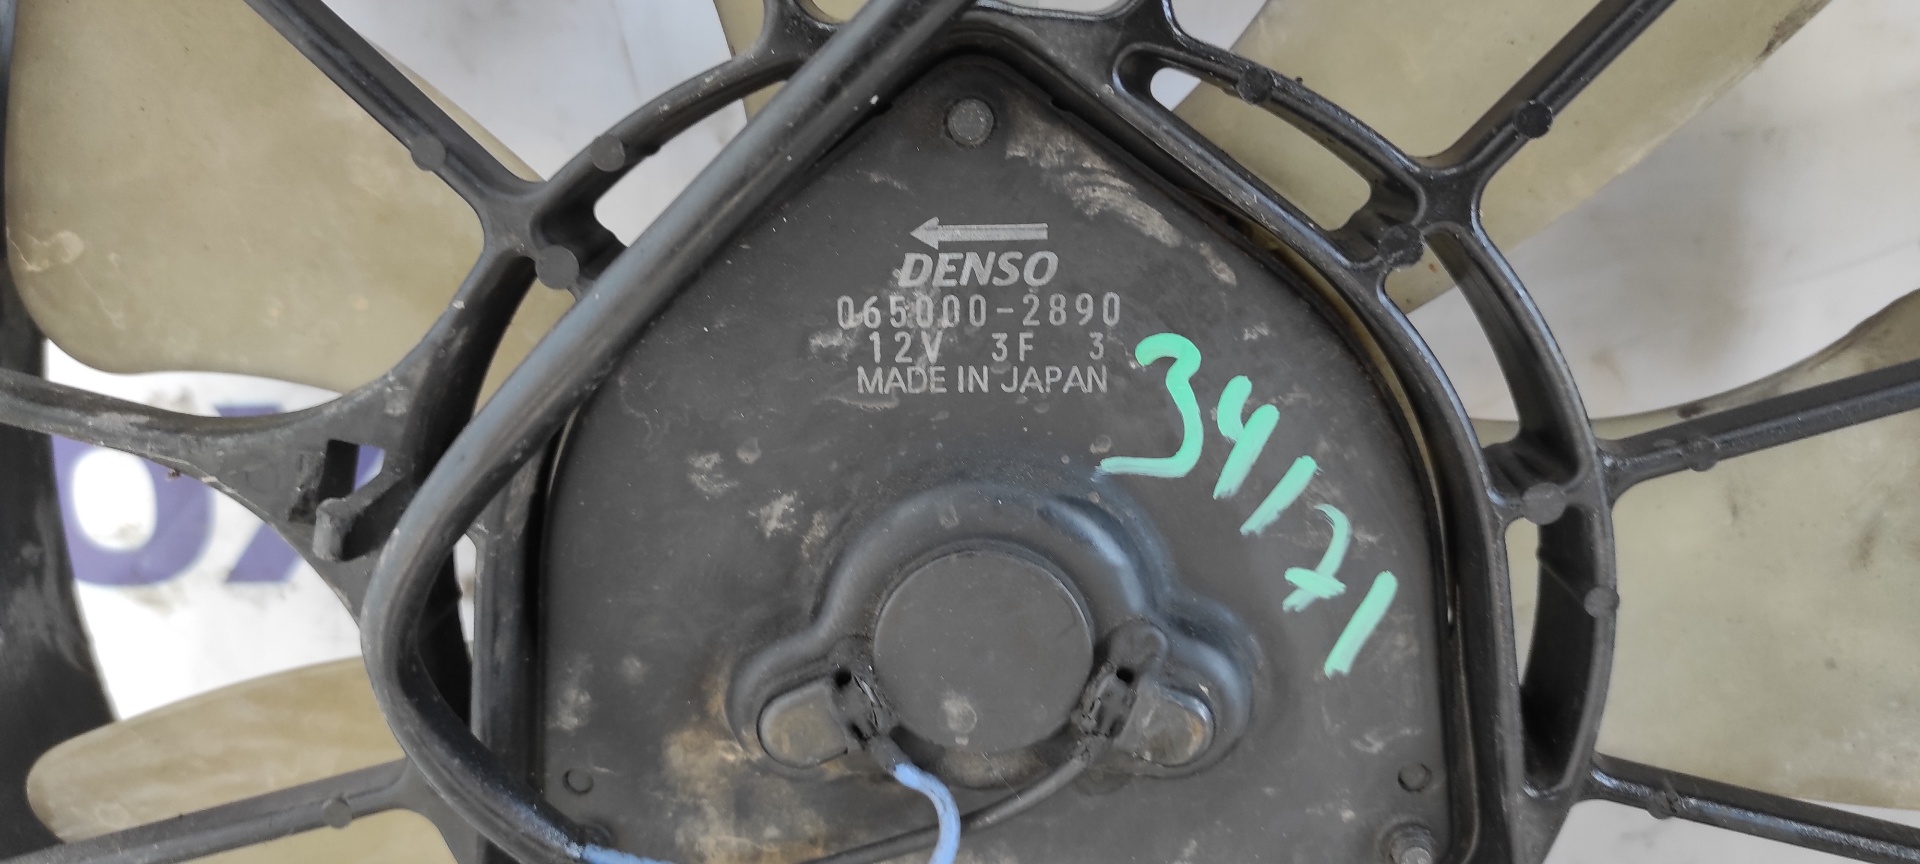 DENSO
065000-2890
12V 3F 3
MADE IN JAPAN
34171